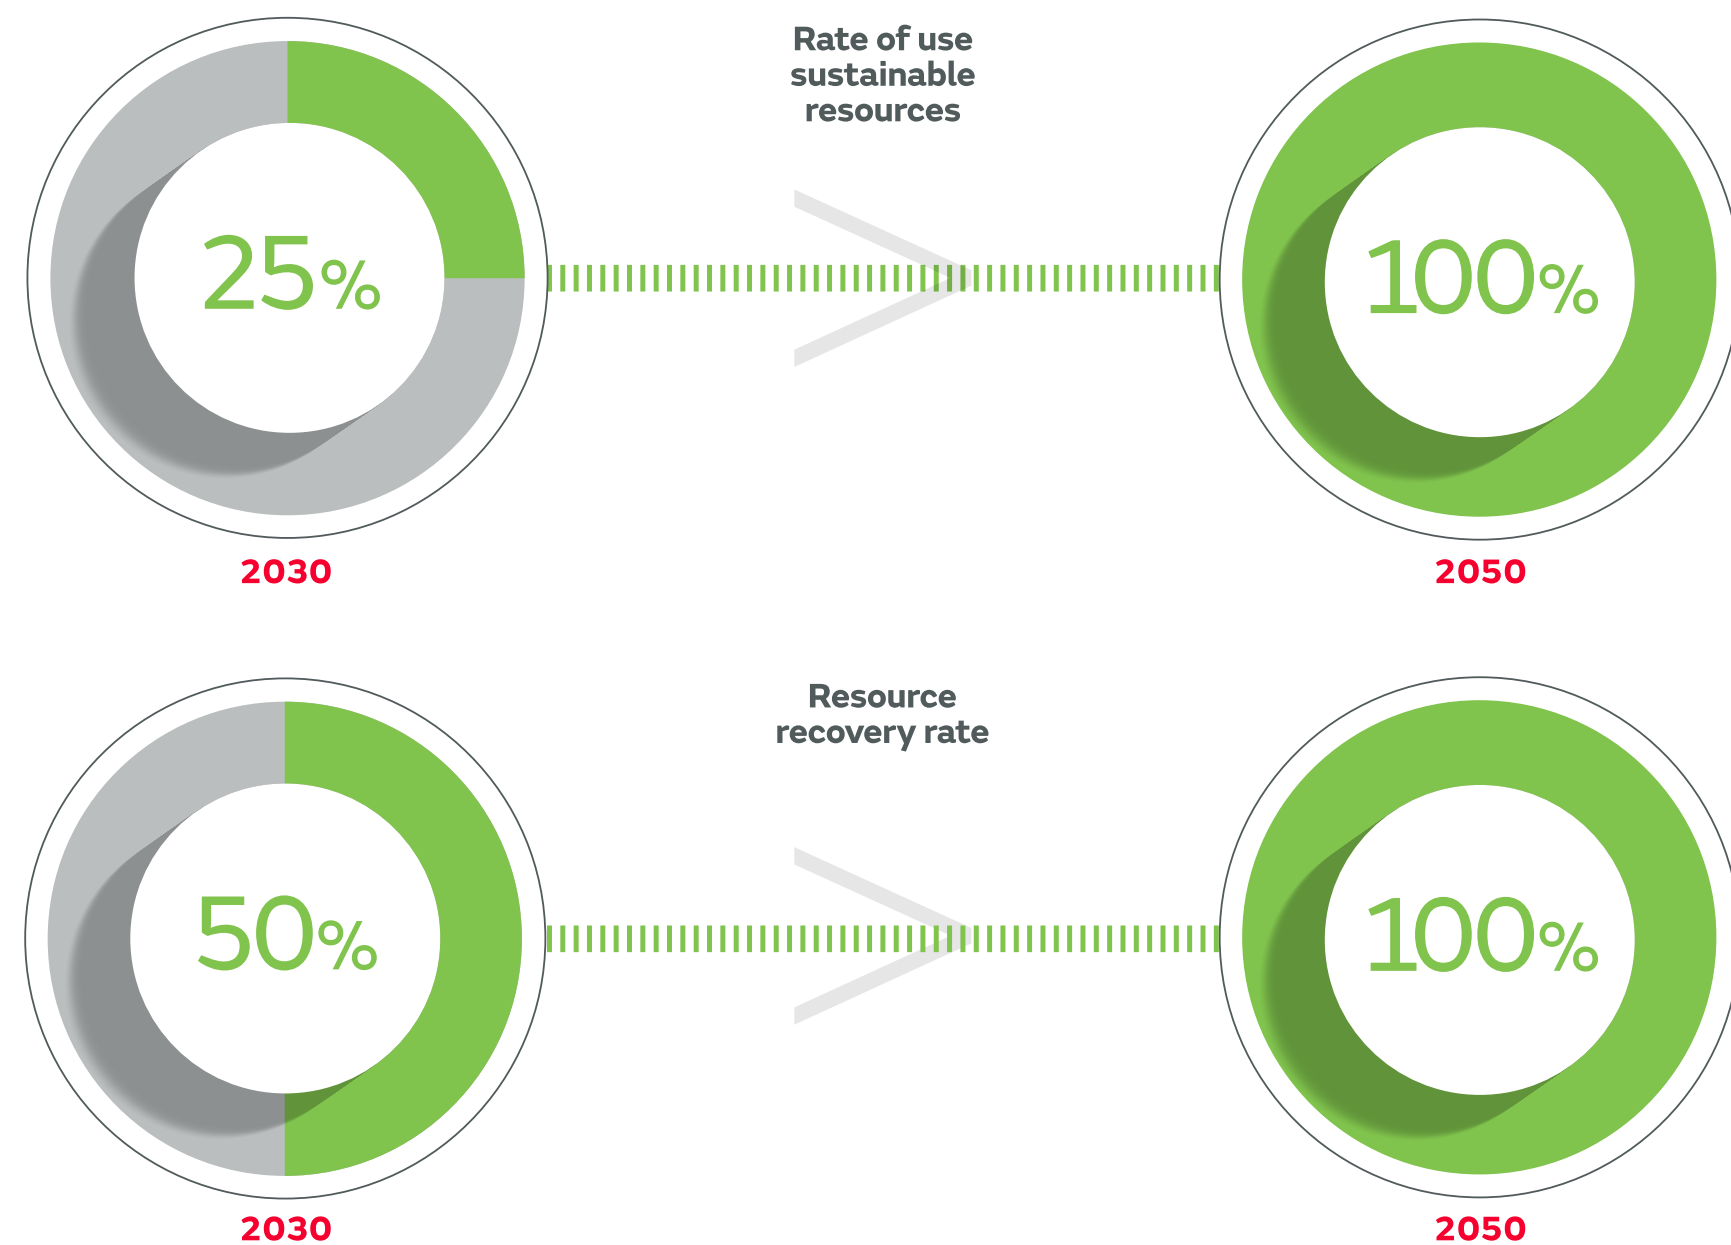 Rate of use
sustainable
resources
25%
100%
2030
2050
Resource
recovery rate
50%
100%
2030
2050